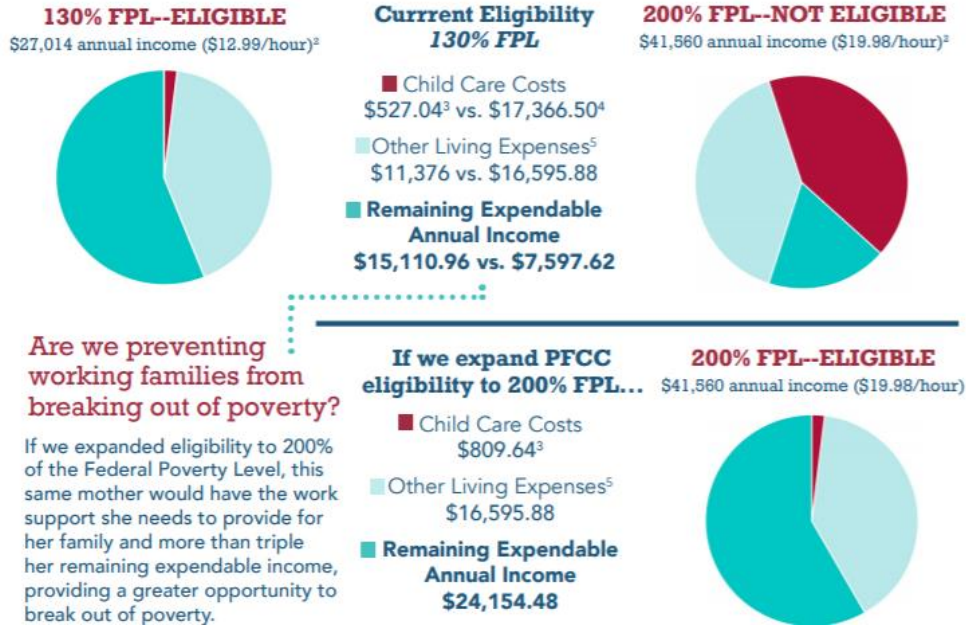 130% FPL--ELIGIBLE
$27,014 annual income ($12.99/hour)²
Currrent Eligibility
130% FPL
Child Care Costs
$527.04³ vs. $17,366.50⁴
Other Living Expenses⁵
$11,376 vs. $16,595.88
Remaining Expendable
Annual Income
$15,110.96 vs. $7,597.62
200% FPL--NOT ELIGIBLE
$41,560 annual income ($19.98/hour)²
Are we preventing
working families from
breaking out of poverty?
If we expanded eligibility to 200%
of the Federal Poverty Level, this
same mother would have the work
support she needs to provide for
her family and more than triple
her remaining expendable income,
providing a greater opportunity to
break out of poverty.
If we expand PFCC
eligibility to 200% FPL...
Child Care Costs
$809.64³
Other Living Expenses⁵
$16,595.88
Remaining Expendable
Annual Income
$24,154.48
200% FPL--ELIGIBLE
$41,560 annual income ($19.98/hour)